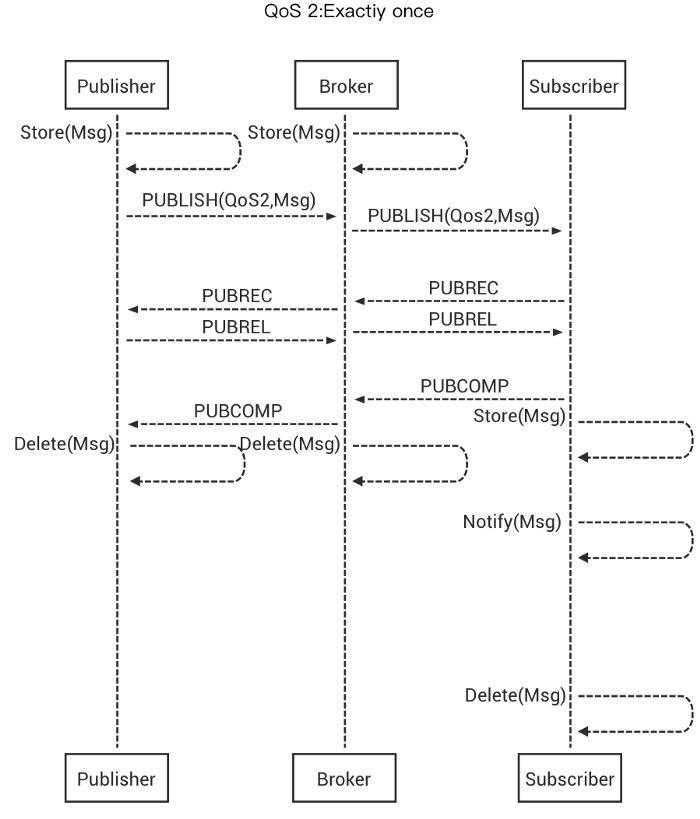 QoS 2:Exactiy once
Publisher
Broker
Subscriber
Store(Msg)
Store(Msg)
PUBLISH(QoS2,Msg)
PUBLISH(Qos2,Msg)
PUBREC
PUBREC
PUBREL
PUBREL
PUBCOMP
PUBCOMP
Store(Msg)
Delete(Msg)
Delete(Msg)
Notify(Msg)
Delete(Msg)
Publisher
Broker
Subscriber